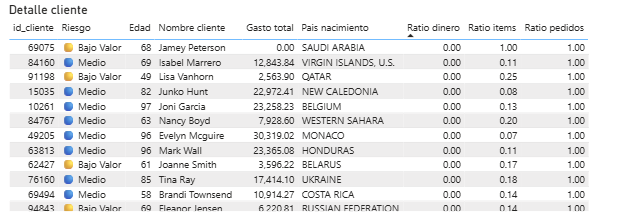 Detalle cliente
id_cliente Riesgo Edad Nombre cliente Gasto total Pais nacimiento Ratio dinero Ratio items Ratio pedidos
69075 Bajo Valor 68 Jamey Peterson 0.00 SAUDI ARABIA 0.00 1.00 1.00
84160 Medio 69 Isabel Marrero 12,843.84 VIRGIN ISLANDS, U.S. 0.00 0.11 1.00
91198 Bajo Valor 49 Lisa Vanhorn 2,563.90 QATAR 0.00 0.25 1.00
15035 Medio 82 Junko Hunt 22,972.41 NEW CALEDONIA 0.00 0.08 1.00
10261 Medio 97 Joni Garcia 23,258.23 BELGIUM 0.00 0.13 1.00
84767 Medio 63 Nancy Boyd 7,928.60 WESTERN SAHARA 0.00 0.20 1.00
49205 Medio 96 Evelyn Mcguire 30,319.02 MONACO 0.00 0.07 1.00
63813 Medio 96 Mark Wall 23,365.08 HONDURAS 0.00 0.11 1.00
62427 Bajo Valor 61 Joanne Smith 3,596.22 BELARUS 0.00 0.17 1.00
76160 Medio 85 Tina Ray 17,414.10 UKRAINE 0.00 0.18 1.00
69494 Medio 58 Brandi Townsend 10,914.27 COSTA RICA 0.00 0.14 1.00
94843 Bajo Valor 69 Eleanor Jensen 6,220.81 RUSSIAN FEDERATION 0.00 0.14 1.00